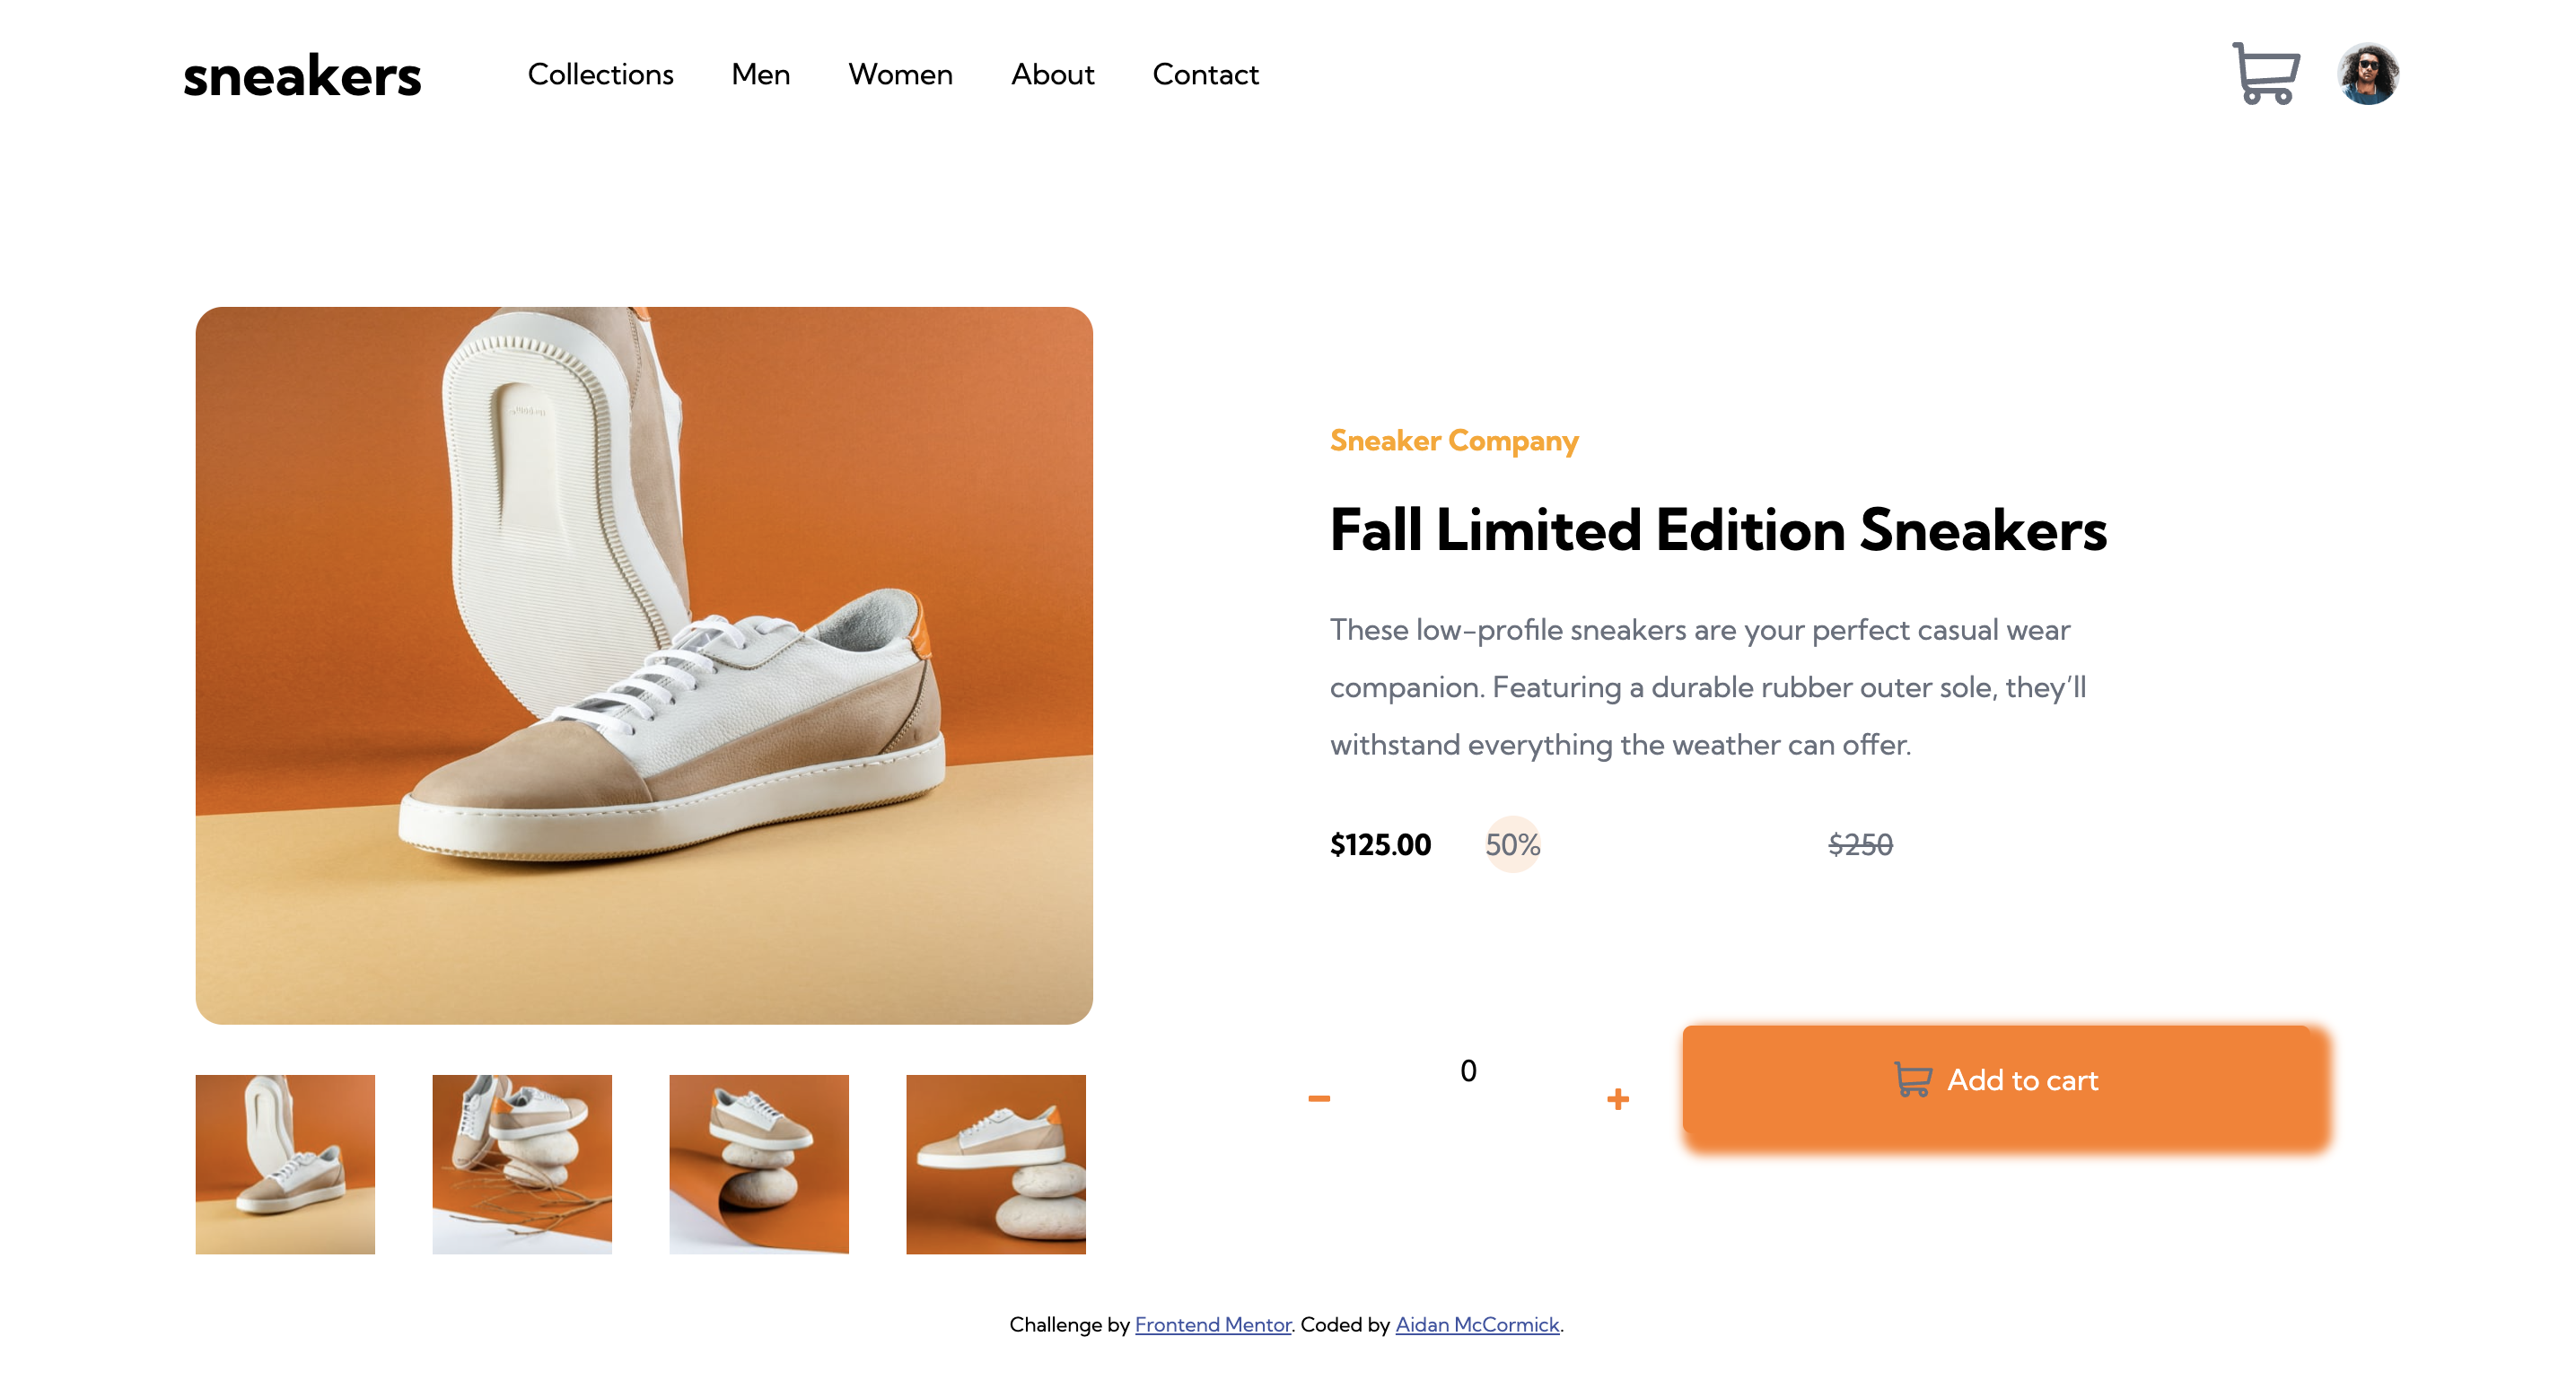 sneakers
Collections Men Women About Contact
Sneaker Company
Fall Limited Edition Sneakers
These low-profile sneakers are your perfect casual wear
companion. Featuring a durable rubber outer sole, they’ll
withstand everything the weather can offer.
$125.00 50% $250
0
Add to cart
Challenge by Frontend Mentor. Coded by Aidan McCormick.